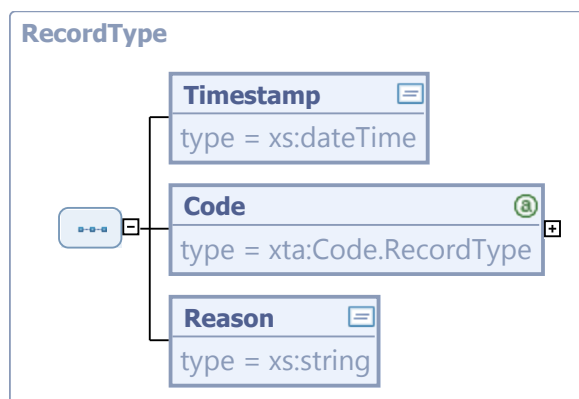 RecordType
Timestamp
type = xs:dateTime
Code
type = xta:Code.RecordType
Reason
type = xs:string